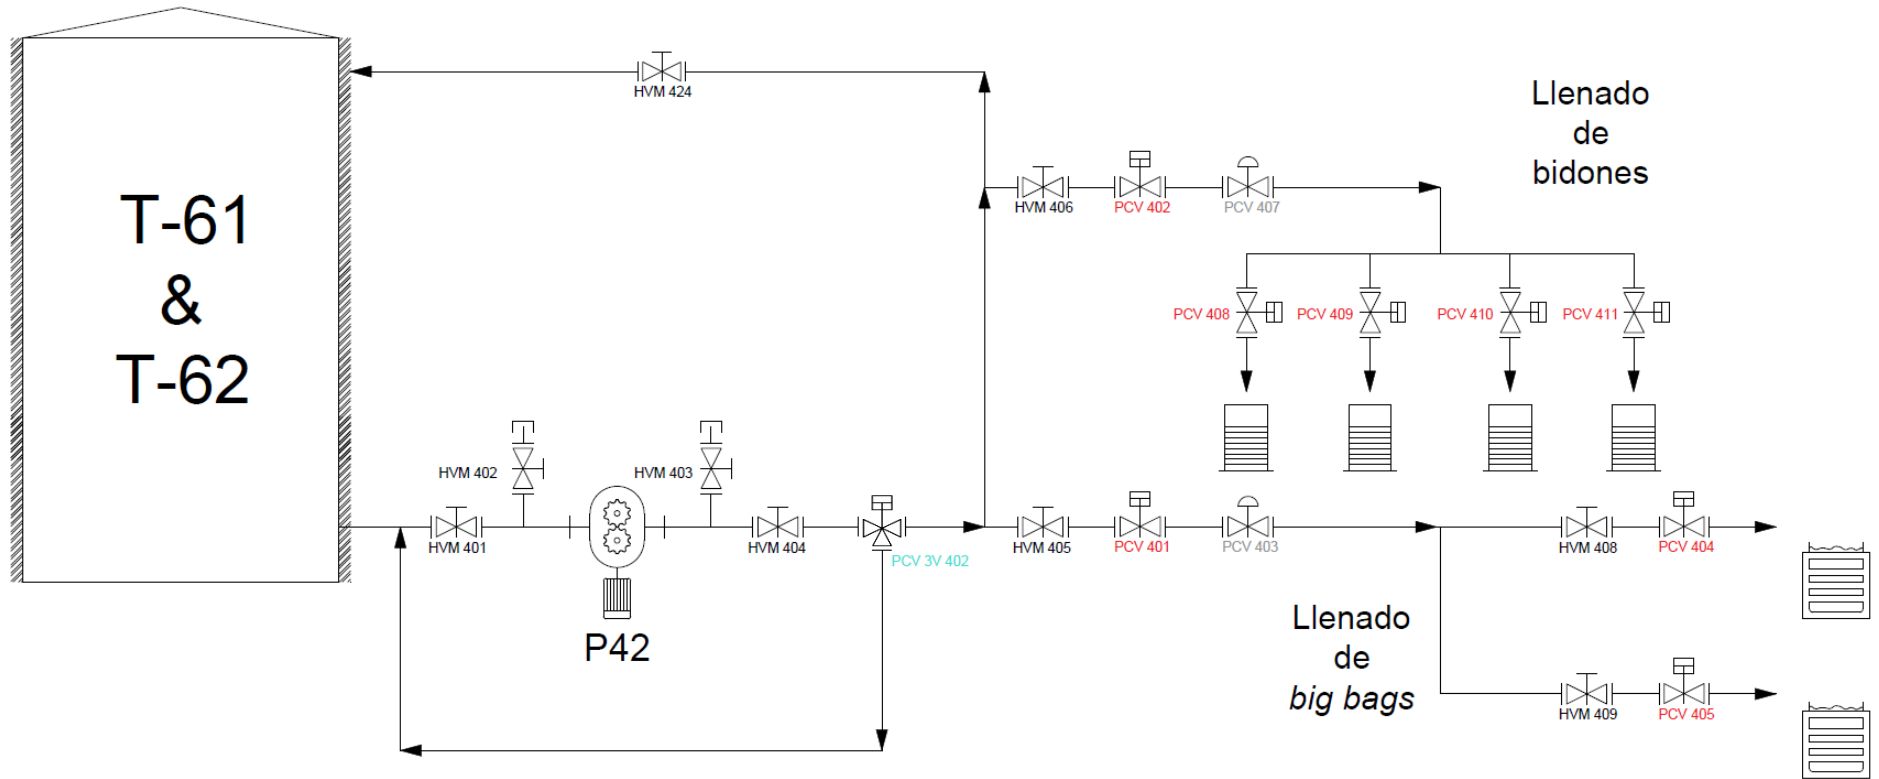 HVM 424
Llenado
de
bidones
T-61
&
T-62
HVM 406
PCV 402
PCV 407
PCV 408
PCV 409
PCV 410
PCV 411
HVM 402
HVM 403
HVM 401
HVM 404
PCV 3V 402
HVM 405
PCV 401
PCV 403
HVM 408
PCV 404
P42
Llenado
de
big bags
HVM 409
PCV 405